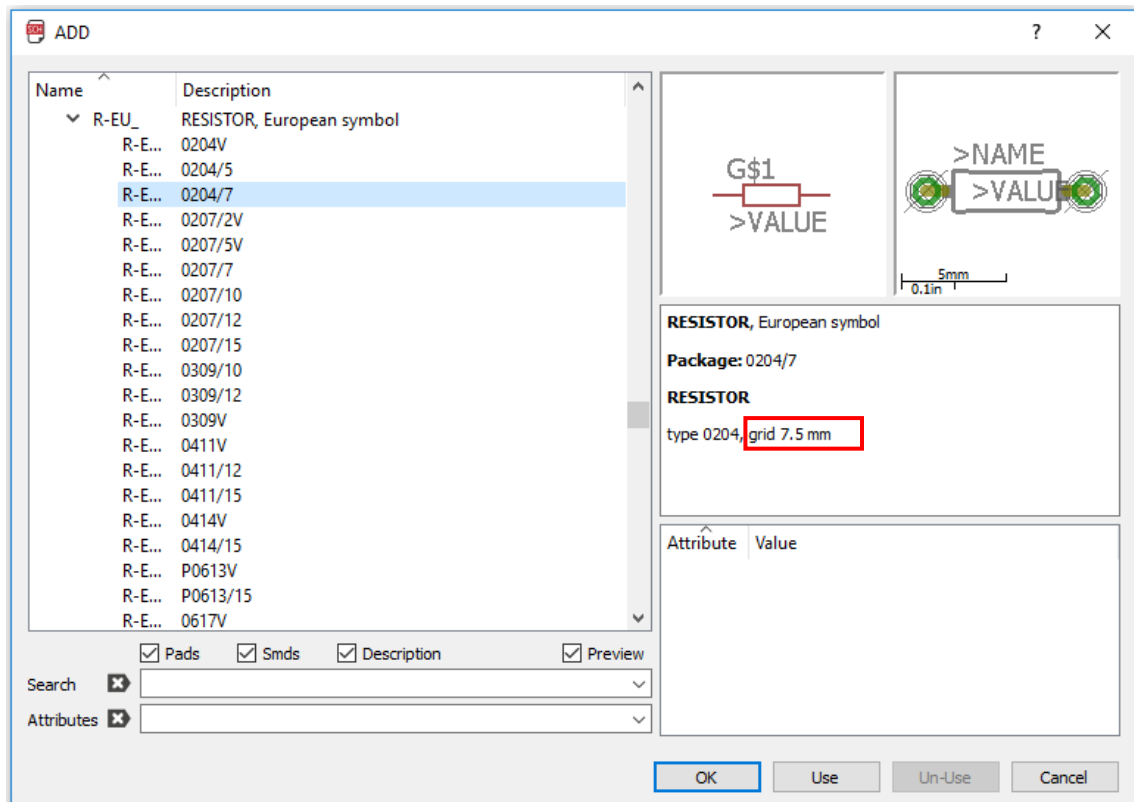 ADD
?
Name Description
R-EU_ RESISTOR, European symbol
R-E... 0204V
R-E... 0204/5
R-E... 0204/7
R-E... 0207/2V
R-E... 0207/5V
R-E... 0207/7
R-E... 0207/10
R-E... 0207/12
R-E... 0207/15
R-E... 0309/10
R-E... 0309/12
R-E... 0309V
R-E... 0411V
R-E... 0411/12
R-E... 0411/15
R-E... 0414V
R-E... 0414/15
R-E... P0613V
R-E... P0613/15
R-E... 0617V
Pads Smds Description Preview
Search
Attributes
G$1
>VALUE
>NAME
>VALUE
5mm
0.1in
RESISTOR, European symbol
Package: 0204/7
RESISTOR
type 0204, grid 7.5 mm
Attribute Value
OK Use Un-Use Cancel